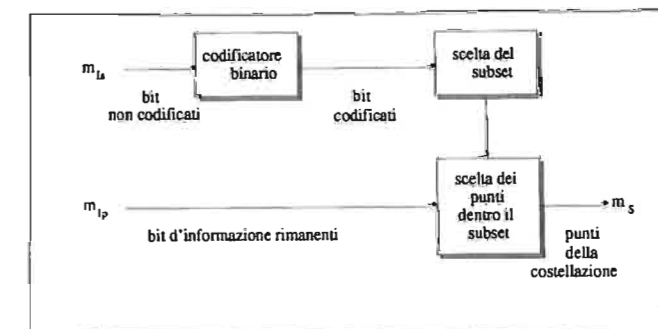 codificatore
binario
scelta del
subset
m_Is
bit
non codificati
bit
codificati
scelta dei
punti
dentro il
subset
m_Ip
m_S
bit d'informazione rimanenti
punti
della
costellazione